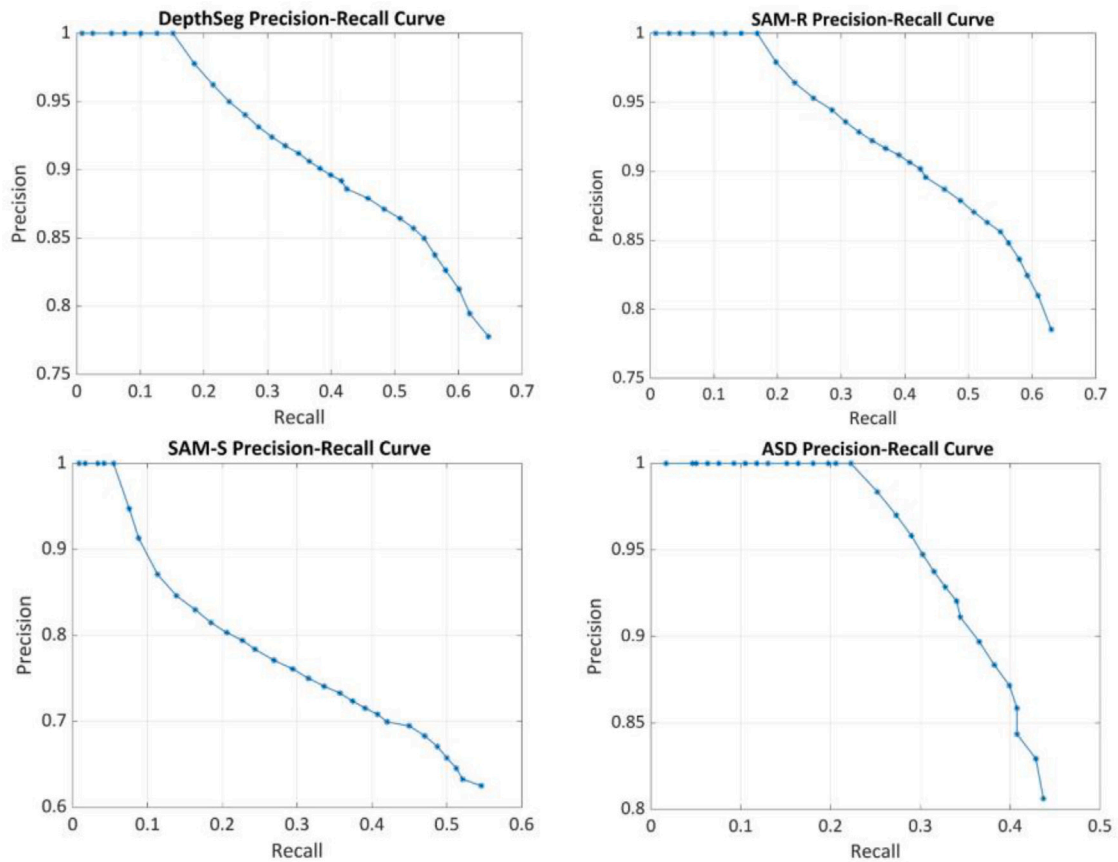 DepthSeg Precision-Recall Curve
1
0.95
0.9
0.85
0.8
0.75
Precision
0 0.1 0.2 0.3 0.4 0.5 0.6 0.7
Recall
SAM-R Precision-Recall Curve
1
0.95
0.9
0.85
0.8
0.75
Precision
0 0.1 0.2 0.3 0.4 0.5 0.6 0.7
Recall
SAM-S Precision-Recall Curve
1
0.9
0.8
0.7
0.6
Precision
0 0.1 0.2 0.3 0.4 0.5 0.6
Recall
ASD Precision-Recall Curve
1
0.95
0.9
0.85
0.8
Precision
0 0.1 0.2 0.3 0.4 0.5
Recall